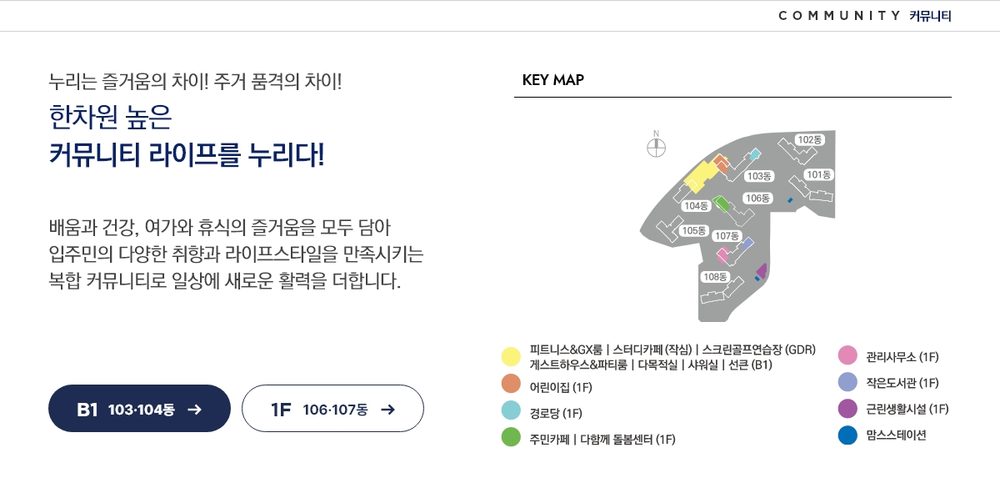 COMMUNITY 커뮤니티
누리는 즐거움의 차이! 주거 품격의 차이!
한차원 높은
커뮤니티 라이프를 누리다!
배움과 건강, 여가와 휴식의 즐거움을 모두 담아
입주민의 다양한 취향과 라이프스타일을 만족시키는
복합 커뮤니티로 일상에 새로운 활력을 더합니다.
B1 103·104동 →
1F 106·107동 →
KEY MAP
N
102동
103동
101동
104동
106동
105동
107동
108동
피트니스&GX룸 | 스터디카페 (작심) | 스크린골프연습장 (GDR)
게스트하우스&파티룸 | 다목적실 | 샤워실 | 선큰 (B1)
어린이집 (1F)
경로당 (1F)
주민카페 | 다함께 돌봄센터 (1F)
관리사무소 (1F)
작은도서관 (1F)
근린생활시설 (1F)
맘스스테이션